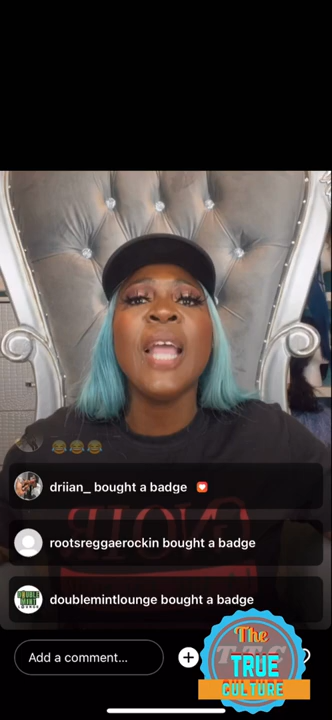 😂😂😂
driian_ bought a badge
rootsreggaerockin bought a badge
doublemintlounge bought a badge
Add a comment...
The
T.T.C
TRUE
CULTURE